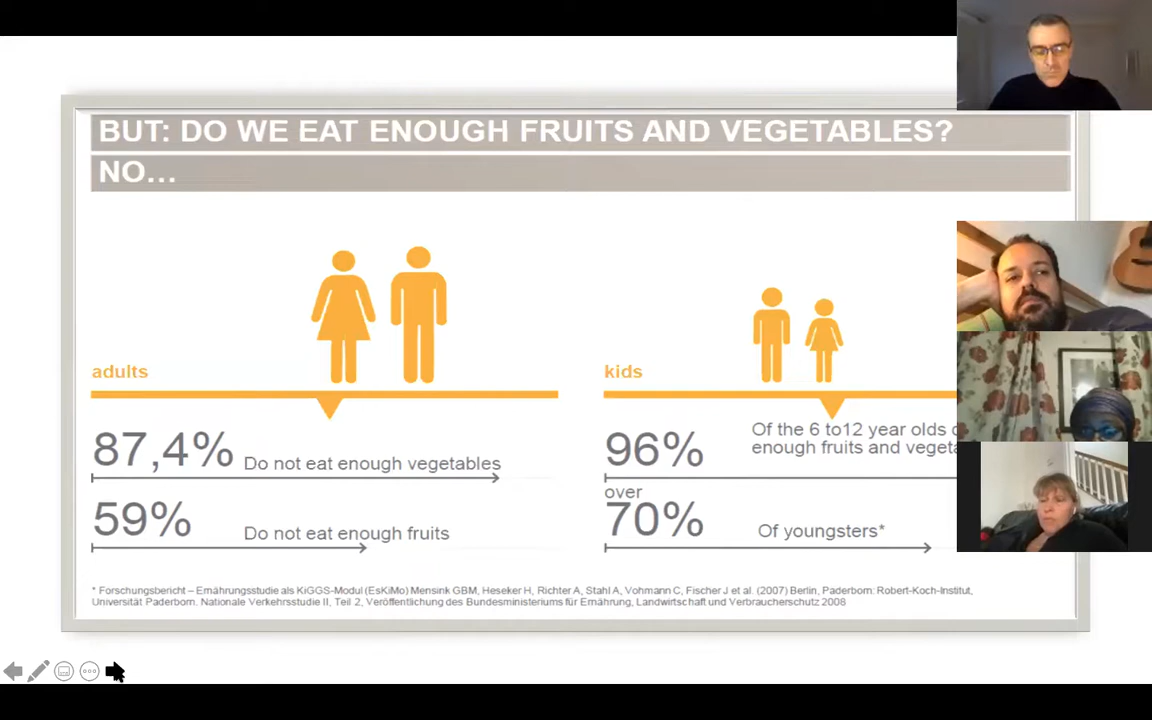 BUT: DO WE EAT ENOUGH FRUITS AND VEGETABLES?
NO...
adults
87,4% Do not eat enough vegetables
59% Do not eat enough fruits
kids
96% Of the 6 to12 year olds
enough fruits and
over
70% Of youngsters*
* Forschungsbericht – Ernährungsstudie als KiGGS-Modul (EsKiMo) Mensink GBM, Heseker H, Richter A, Stahl A, Vohmann C, Fischer J et al. (2007) Berlin, Paderborn: Robert-Koch-Institut,
Universität Paderborn. Nationale Verkehrsstudie II, Teil 2, Veröffentlichung des Bundesministeriums für Ernährung, Landwirtschaft und Verbraucherschutz 2008